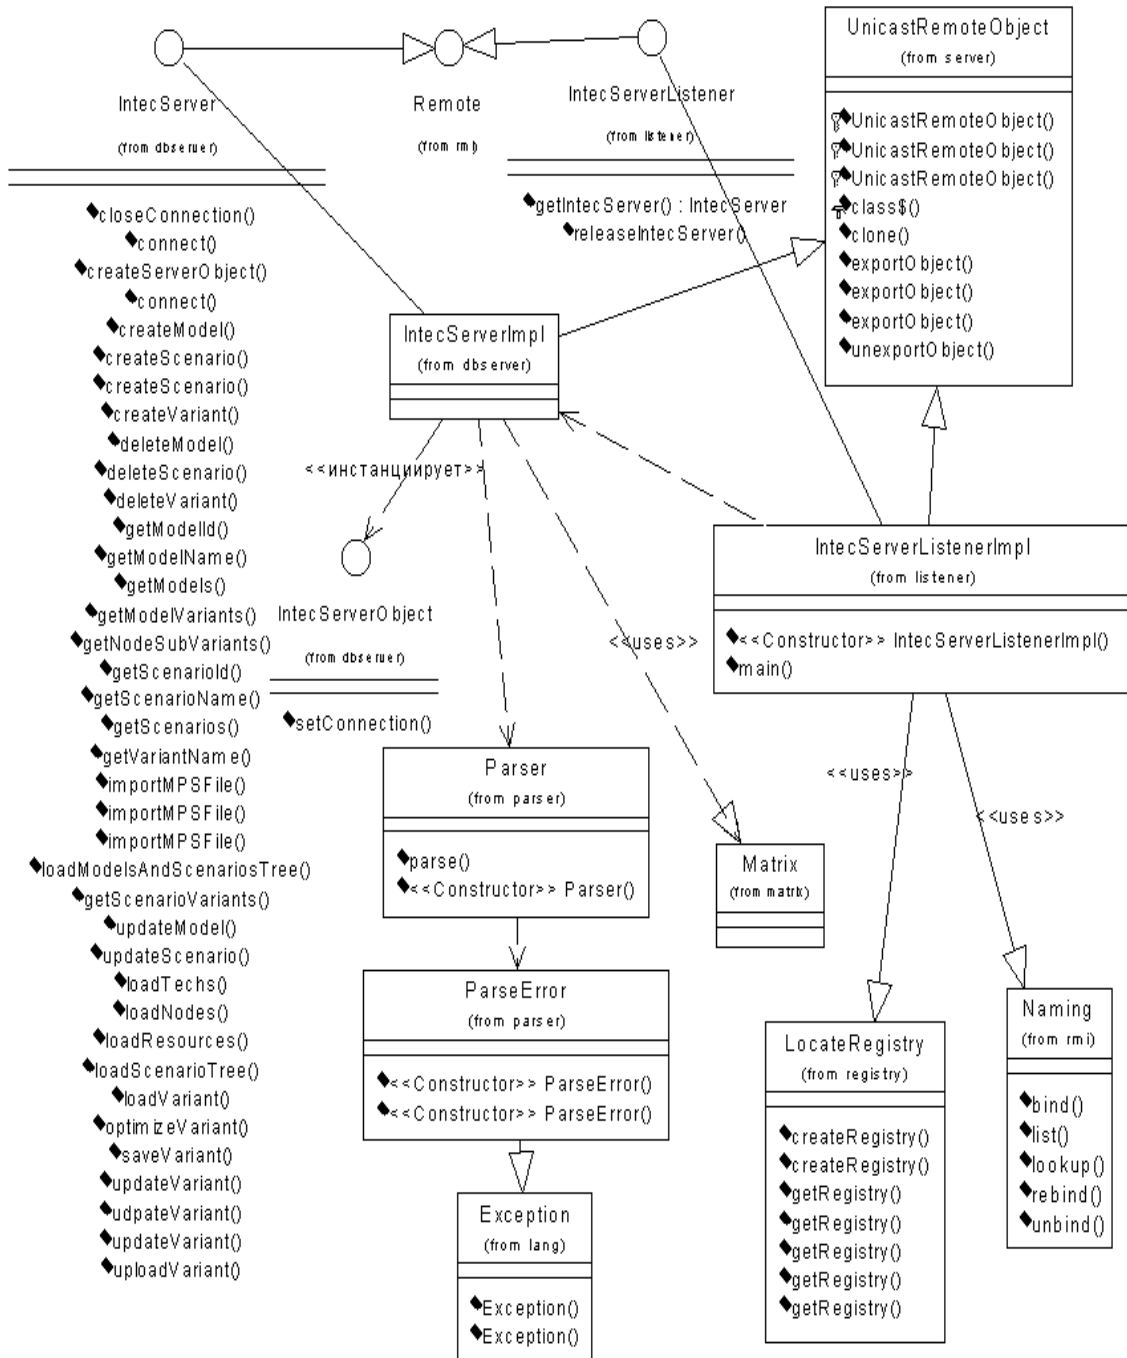 IntecServer
(from dbserver)
closeConnection()
connect()
createServerObject()
connect()
createModel()
createScenario()
createScenario()
createVariant()
deleteModel()
deleteScenario()
deleteVariant()
getModelId()
getModelName()
getModels()
getModelVariants()
getNodeSubVariants()
getScenarioId()
getScenarioName()
getScenarios()
getVariantName()
importMPSFile()
importMPSFile()
importMPSFile()
loadModelsAndScenariosTree()
getScenarioVariants()
updateModel()
updateScenario()
loadTechs()
loadNodes()
loadResources()
loadScenarioTree()
loadVariant()
optimizeVariant()
saveVariant()
updateVariant()
udpateVariant()
updateVariant()
uploadVariant()
Remote
(from rmi)
IntecServerListener
(from listener)
getIntecServer() : IntecServer
releaseIntecServer()
UnicastRemoteObject
(from server)
UnicastRemoteObject()
UnicastRemoteObject()
UnicastRemoteObject()
class$()
clone()
exportObject()
exportObject()
exportObject()
unexportObject()
IntecServerImpl
(from dbserver)
<<инстанциирует>>
IntecServerObject
(from dbserver)
setConnection()
<<uses>>
IntecServerListenerImpl
(from listener)
<<Constructor>> IntecServerListenerImpl()
main()
Parser
(from parser)
parse()
<<Constructor>> Parser()
Matrix
(from matrix)
<<uses>>
<<uses>>
ParseError
(from parser)
<<Constructor>> ParseError()
<<Constructor>> ParseError()
Exception
(from lang)
Exception()
Exception()
LocateRegistry
(from registry)
createRegistry()
createRegistry()
getRegistry()
getRegistry()
getRegistry()
getRegistry()
getRegistry()
Naming
(from rmi)
bind()
list()
lookup()
rebind()
unbind()